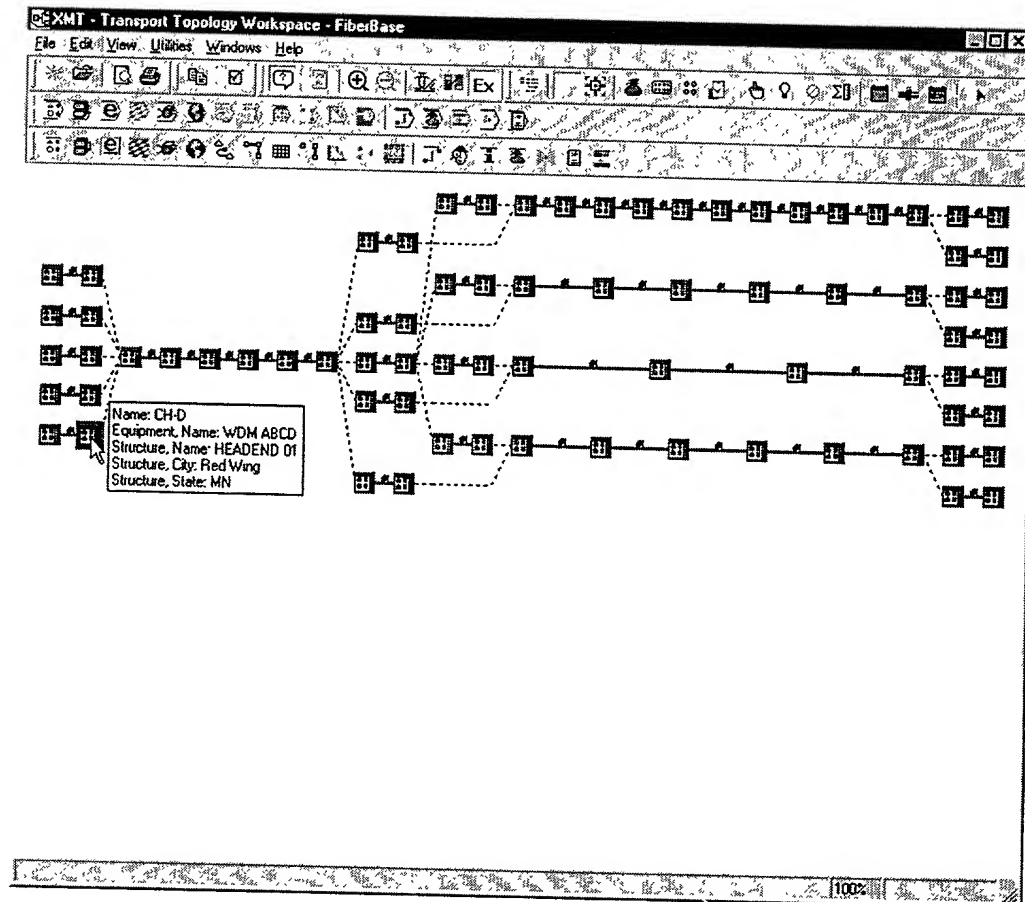 XMT - Transport Topology Workspace - FiberBase
File Edit View Utilities Windows Help
Ex
Name: CH-D
Equipment, Name: WDM ABCD
Structure, Name: HEADEND 01
Structure, City: Red Wing
Structure, State: MN
100%